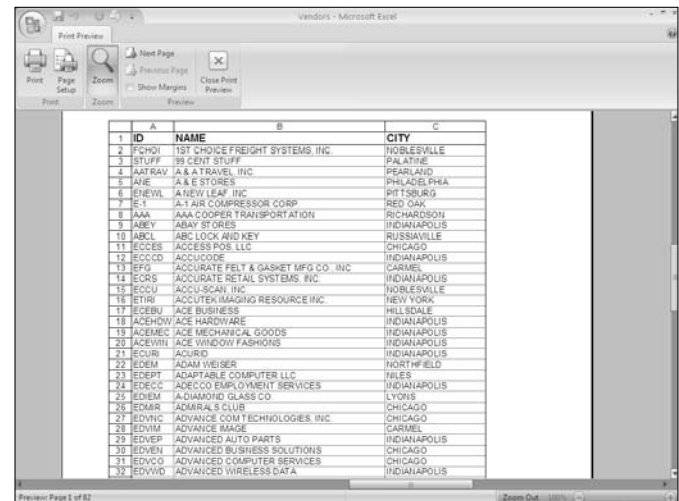 Vendors - Microsoft Excel
Print Preview
Print
Page Setup
Zoom
Next Page
Previous Page
Show Margins
Close Print Preview
Print
Zoom
Preview
A B C
1 ID NAME CITY
2 FCHOI 1ST CHOICE FREIGHT SYSTEMS, INC. NOBLESVILLE
3 STUFF 99 CENT STUFF PALATINE
4 AATRAV A & A TRAVEL, INC. PEARLAND
5 ANE A & E STORES PHILADELPHIA
6 ENEWL A NEW LEAF, INC PITTSBURG
7 E-1 A-1 AIR COMPRESSOR CORP RED OAK
8 AAA AAA COOPER TRANSPORTATION RICHARDSON
9 ABEY ABAY STORES INDIANAPOLIS
10 ABCL ABC LOCK AND KEY RUSSIAVILLE
11 ECCES ACCESS POS, LLC CHICAGO
12 ECCCD ACCUCODE INDIANAPOLIS
13 EFG ACCURATE FELT & GASKET MFG CO., INC CARMEL
14 ECRS ACCURATE RETAIL SYSTEMS, INC. INDIANAPOLIS
15 ECCU ACCU-SCAN, INC. NOBLESVILLE
16 ETIRI ACCUTEK IMAGING RESOURCE INC. NEW YORK
17 ECEBU ACE BUSINESS HILLSDALE
18 ACEHDW ACE HARDWARE INDIANAPOLIS
19 ACEMEC ACE MECHANICAL GOODS INDIANAPOLIS
20 ACEWIN ACE WINDOW FASHIONS INDIANAPOLIS
21 ECURI ACURID INDIANAPOLIS
22 EDEM ADAM WEISER NORTHFIELD
23 EDEPT ADAPTABLE COMPUTER LLC NILES
24 EDECC ADECCO EMPLOYMENT SERVICES INDIANAPOLIS
25 EDIEM A-DIAMOND GLASS CO. LYONS
26 EDMIR ADMIRALS CLUB CHICAGO
27 EDVNC ADVANCE COM TECHNOLOGIES, INC. CHICAGO
28 EDVIM ADVANCE IMAGE CARMEL
29 EDVEP ADVANCED AUTO PARTS INDIANAPOLIS
30 EDVEN ADVANCED BUSINESS SOLUTIONS CHICAGO
31 EDVCO ADVANCED COMPUTER SERVICES CHICAGO
32 EDVWD ADVANCED WIRELESS DATA INDIANAPOLIS
Preview: Page 1 of 82
Zoom Out 100%